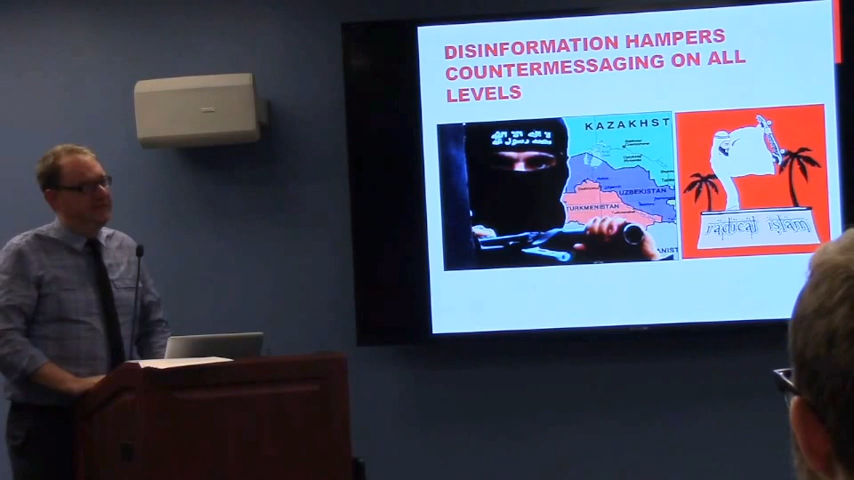 DISINFORMATION HAMPERS
COUNTERMESSAGING ON ALL
LEVELS
KAZAKHST
UZBEKISTAN
TURKMENISTAN
radical islam